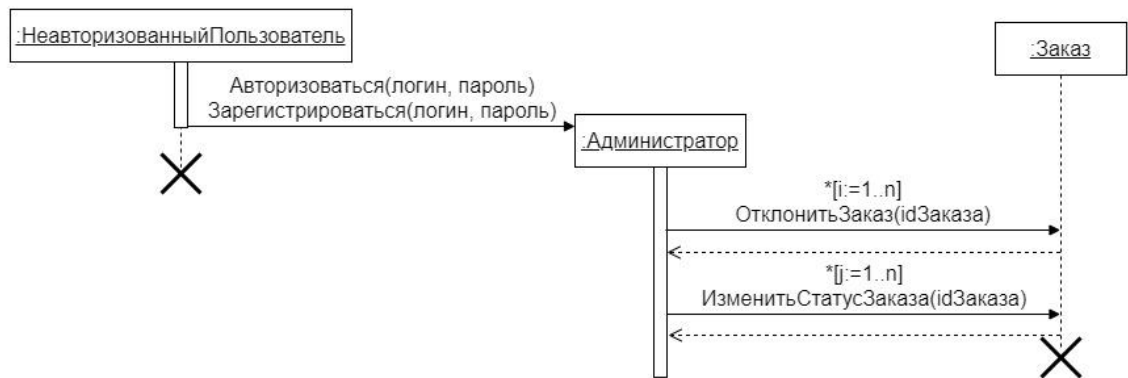 :НеавторизованныйПользователь
:Заказ
Авторизоваться(логин, пароль)
Зарегистрироваться(логин, пароль)
:Администратор
*[i:=1..n]
ОтклонитьЗаказ(idЗаказа)
*[j:=1..n]
ИзменитьСтатусЗаказа(idЗаказа)